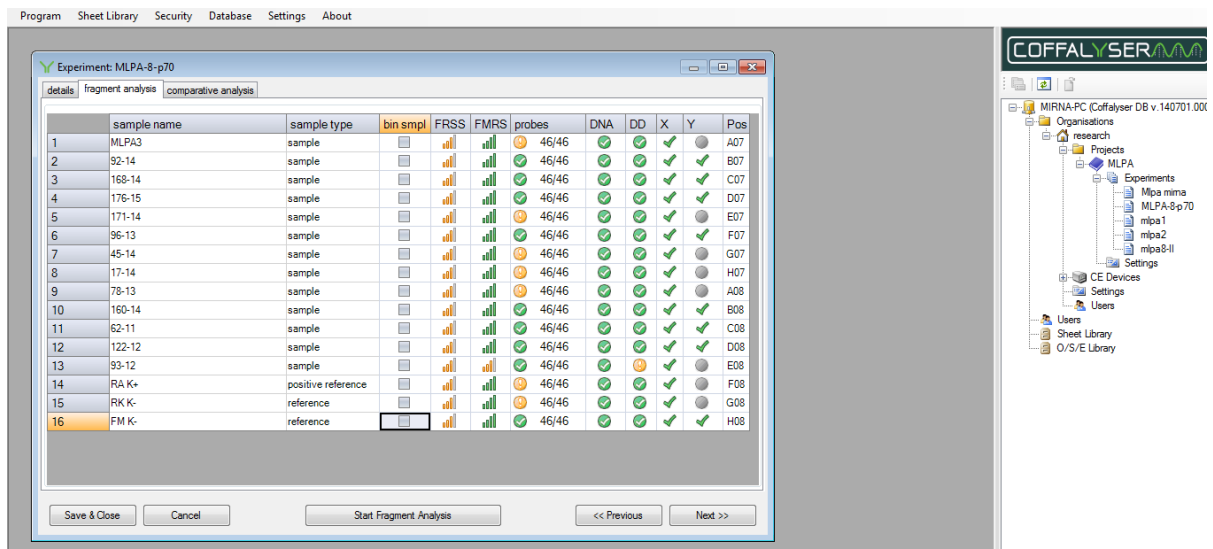 Program Sheet Library Security Database Settings About
COFFALYSER
Experiment: MLPA-8-p70
details fragment analysis comparative analysis
sample name sample type bin smpl FRSS FMRS probes DNA DD X Y Pos
1 MLPA3 sample 46/46 A07
2 92-14 sample 46/46 B07
3 168-14 sample 46/46 C07
4 176-15 sample 46/46 D07
5 171-14 sample 46/46 E07
6 96-13 sample 46/46 F07
7 45-14 sample 46/46 G07
8 17-14 sample 46/46 H07
9 78-13 sample 46/46 A08
10 160-14 sample 46/46 B08
11 62-11 sample 46/46 C08
12 122-12 sample 46/46 D08
13 93-12 sample 46/46 E08
14 RA K+ positive reference 46/46 F08
15 RK K- reference 46/46 G08
16 FM K- reference 46/46 H08
Save & Close Cancel Start Fragment Analysis << Previous Next >>
MIRNA-PC (Coffalyser DB v.140701.000
Organisations
research
Projects
MLPA
Experiments
Mlpa mirna
MLPA-8-p70
mlpa1
mlpa2
mlpa8-II
Settings
CE Devices
Settings
Users
Users
Sheet Library
O/S/E Library